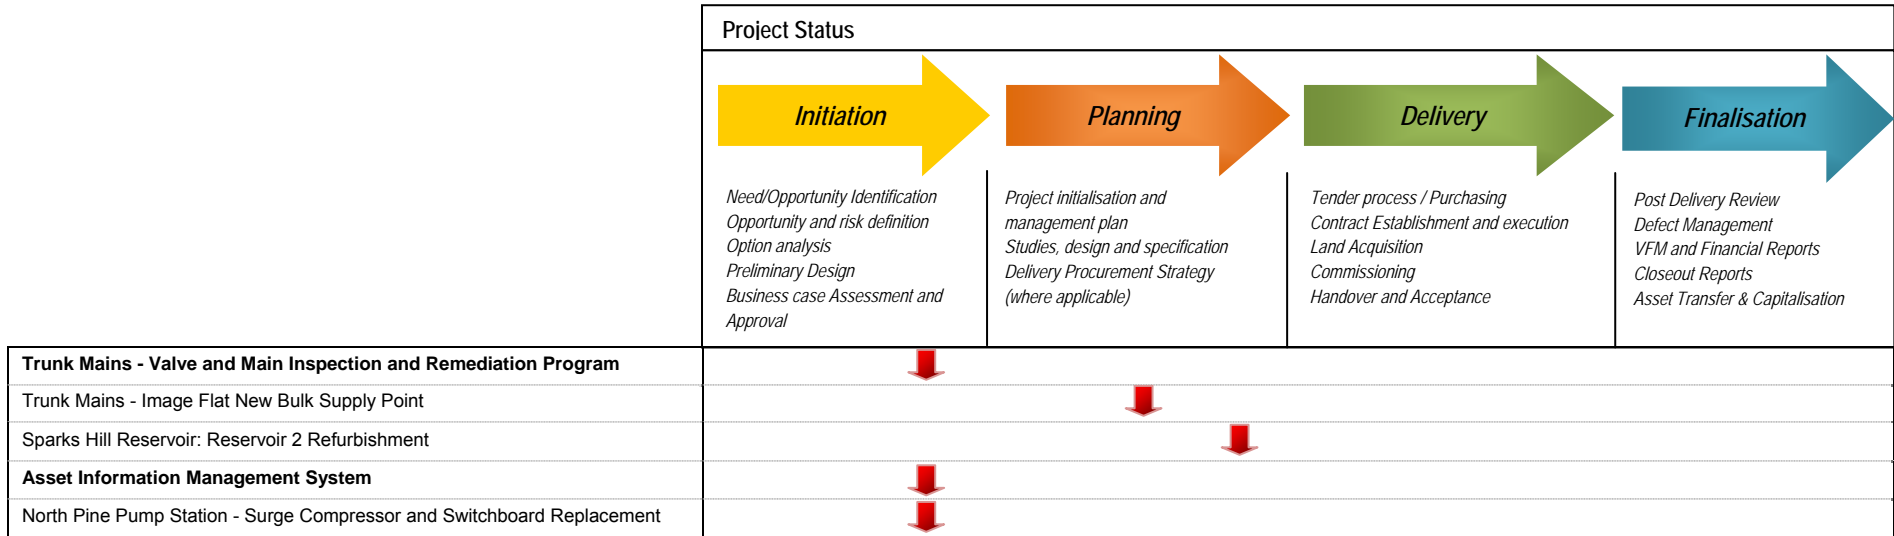 Project Status
Initiation
Planning
Delivery
Finalisation
Need/Opportunity Identification
Opportunity and risk definition
Option analysis
Preliminary Design
Business case Assessment and
Approval
Project initialisation and
management plan
Studies, design and specification
Delivery Procurement Strategy
(where applicable)
Tender process / Purchasing
Contract Establishment and execution
Land Acquisition
Commissioning
Handover and Acceptance
Post Delivery Review
Defect Management
VFM and Financial Reports
Closeout Reports
Asset Transfer & Capitalisation
Trunk Mains - Valve and Main Inspection and Remediation Program
Trunk Mains - Image Flat New Bulk Supply Point
Sparks Hill Reservoir: Reservoir 2 Refurbishment
Asset Information Management System
North Pine Pump Station - Surge Compressor and Switchboard Replacement